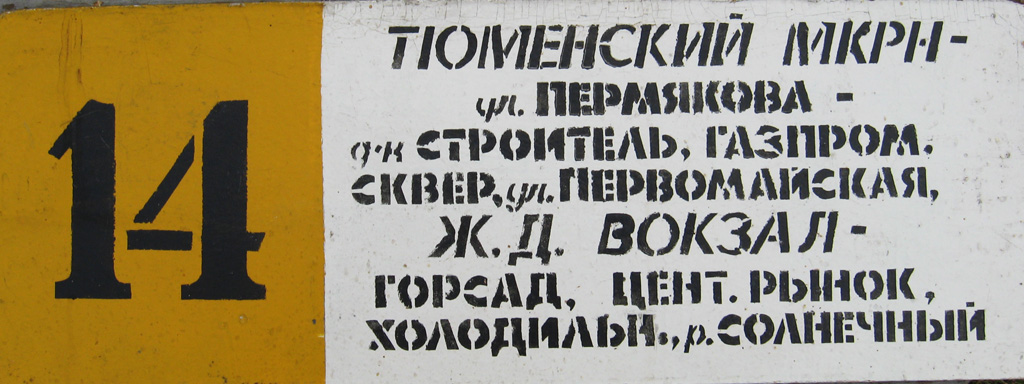 14
ТЮМЕНСКИЙ МКРН-
ул. ПЕРМЯКОВА -
д-к СТРОИТЕЛЬ, ГАЗПРОМ,
СКВЕР, ул. ПЕРВОМАЙСКАЯ,
Ж.Д. ВОКЗАЛ-
ГОРСАД, ЦЕНТ. РЫНОК,
ХОЛОДИЛЬН., р. СОЛНЕЧНЫЙ